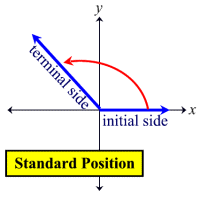 y
terminal side
x
initial side
Standard Position